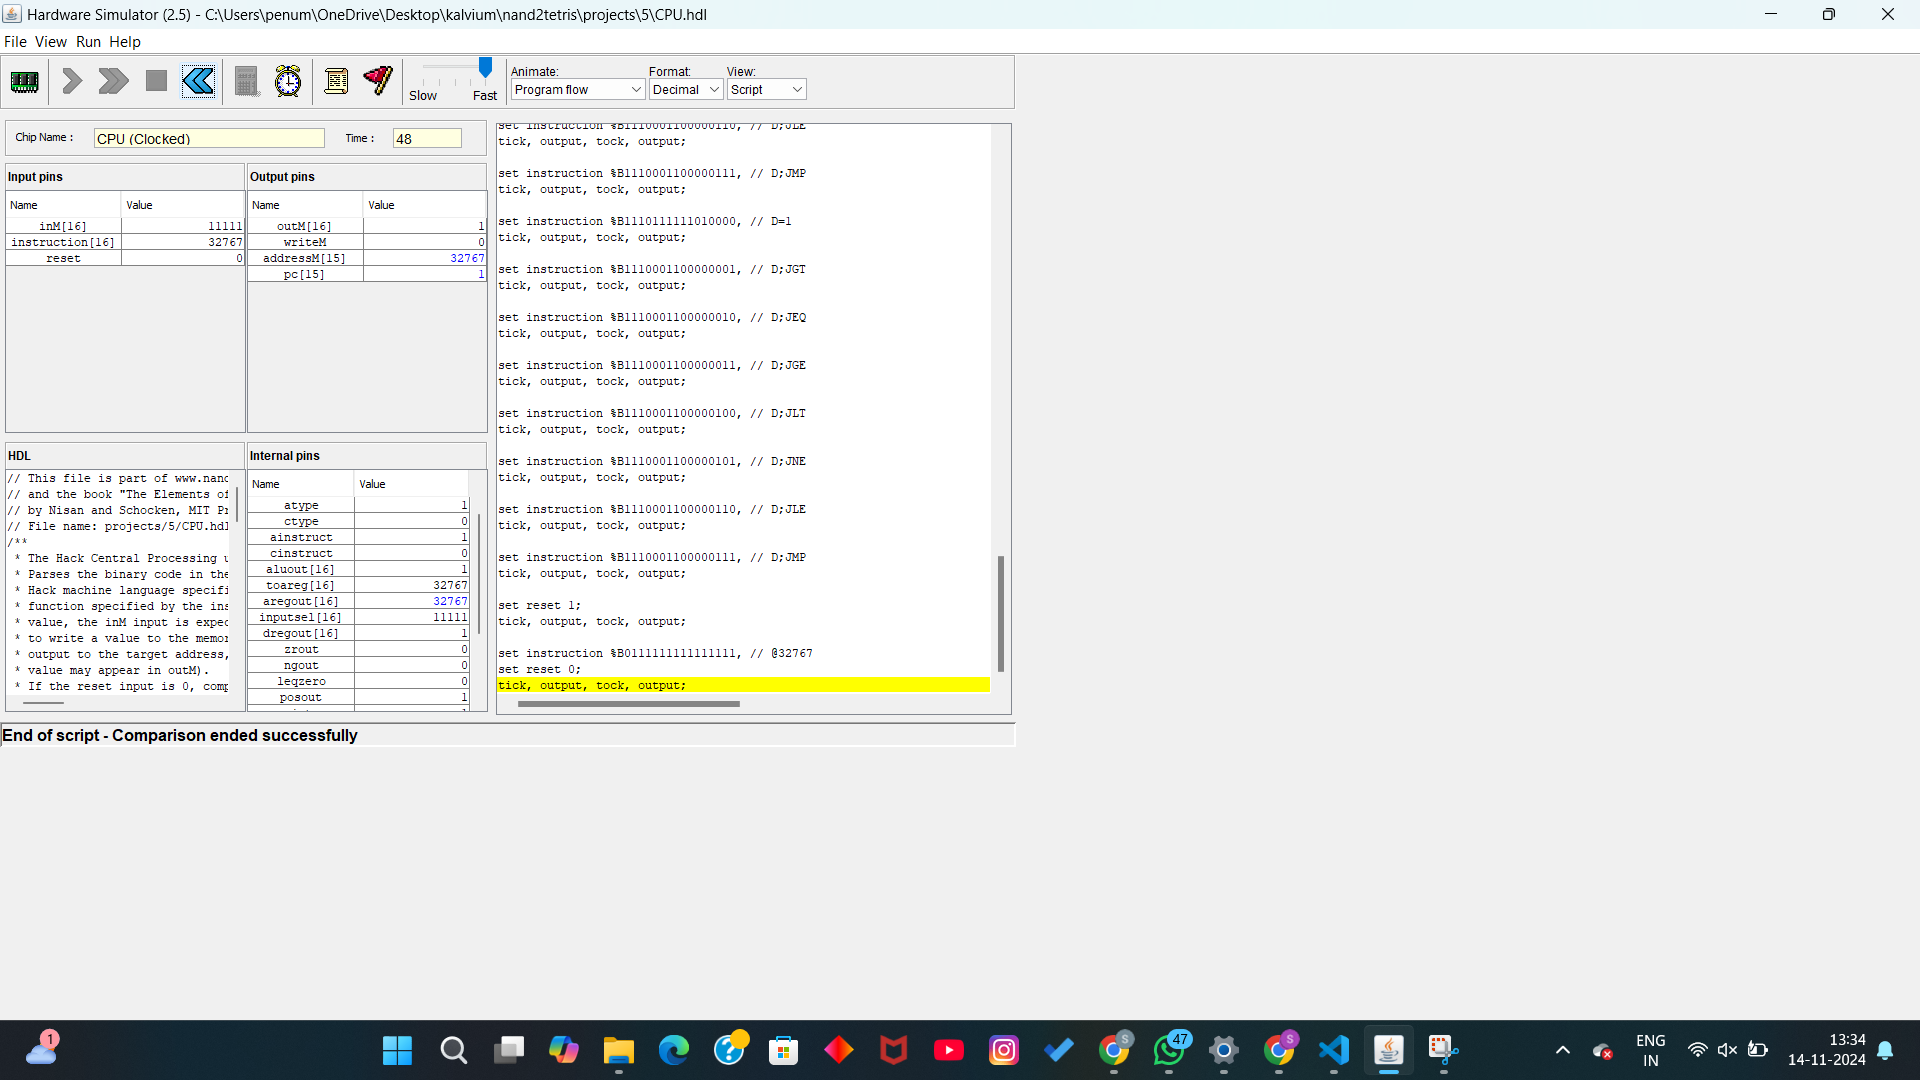 Hardware Simulator (2.5) - C:\Users\penum\OneDrive\Desktop\kalvium\nand2tetris\projects\5\CPU.hdl
File View Run Help
Slow Fast
Animate: Format: View:
Program flow Decimal Script
Chip Name : CPU (Clocked) Time : 48
Input pins
Name Value
inM[16] 11111
instruction[16] 32767
reset 0
Output pins
Name Value
outM[16] 1
writeM 0
addressM[15] 32767
pc[15] 1
HDL
// This file is part of www.nand
// and the book "The Elements of
// by Nisan and Schocken, MIT Pr
// File name: projects/5/CPU.hdl
/**
* The Hack Central Processing u
* Parses the binary code in the
* Hack machine language specifi
* function specified by the ins
* value, the inM input is expec
* to write a value to the memor
* output to the target address,
* value may appear in outM).
* If the reset input is 0, comp
Internal pins
Name Value
atype 1
ctype 0
ainstruct 1
cinstruct 0
aluout[16] 1
toareg[16] 32767
aregout[16] 32767
inputsel[16] 11111
dregout[16] 1
zrout 0
ngout 0
leqzero 0
posout 1
set instruction %B1110001100000110, // D;JLE
tick, output, tock, output;
set instruction %B1110001100000111, // D;JMP
tick, output, tock, output;
set instruction %B1110111111010000, // D=1
tick, output, tock, output;
set instruction %B1110001100000001, // D;JGT
tick, output, tock, output;
set instruction %B1110001100000010, // D;JEQ
tick, output, tock, output;
set instruction %B1110001100000011, // D;JGE
tick, output, tock, output;
set instruction %B1110001100000100, // D;JLT
tick, output, tock, output;
set instruction %B1110001100000101, // D;JNE
tick, output, tock, output;
set instruction %B1110001100000110, // D;JLE
tick, output, tock, output;
set instruction %B1110001100000111, // D;JMP
tick, output, tock, output;
set reset 1;
tick, output, tock, output;
set instruction %B0111111111111111, // @32767
set reset 0;
tick, output, tock, output;
End of script - Comparison ended successfully
1
S
47
S
ENG
IN
13:34
14-11-2024